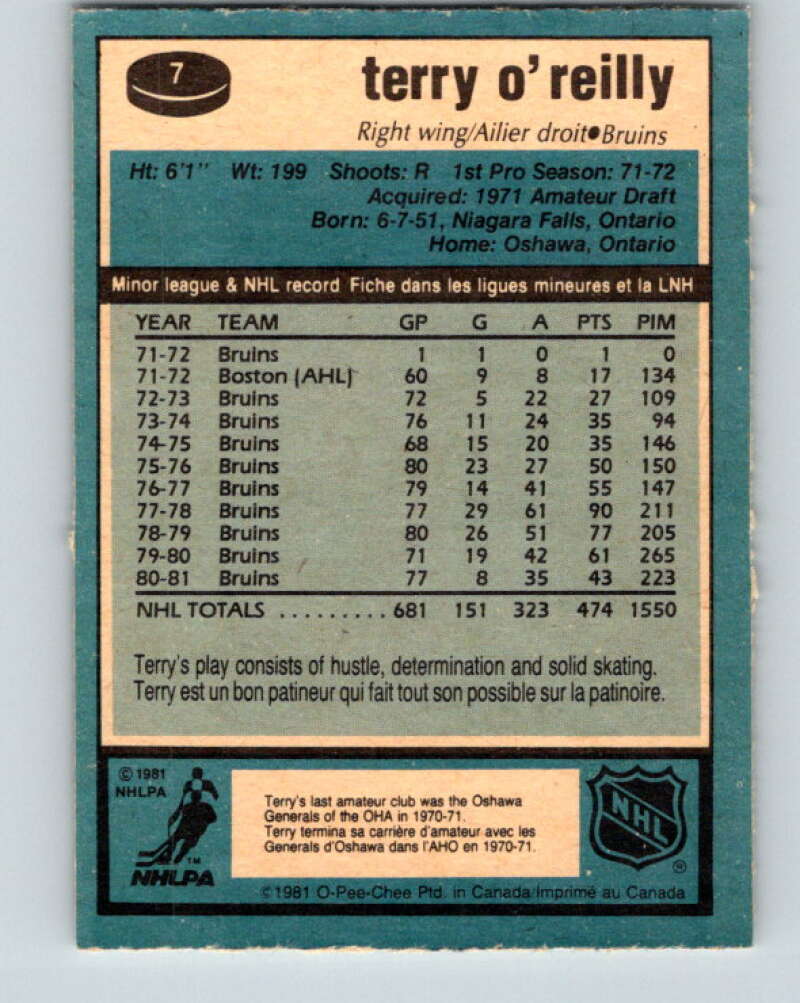 7
terry o'reilly
Right wing/Ailier droit•Bruins
Ht: 6'1" Wt: 199 Shoots: R 1st Pro Season: 71-72
Acquired: 1971 Amateur Draft
Born: 6-7-51, Niagara Falls, Ontario
Home: Oshawa, Ontario
Minor league & NHL record Fiche dans les ligues mineures et la LNH
YEAR TEAM GP G A PTS PIM
71-72 Bruins 1 1 0 1 0
71-72 Boston (AHL) 60 9 8 17 134
72-73 Bruins 72 5 22 27 109
73-74 Bruins 76 11 24 35 94
74-75 Bruins 68 15 20 35 146
75-76 Bruins 80 23 27 50 150
76-77 Bruins 79 14 41 55 147
77-78 Bruins 77 29 61 90 211
78-79 Bruins 80 26 51 77 205
79-80 Bruins 71 19 42 61 265
80-81 Bruins 77 8 35 43 223
NHL TOTALS .......... 681 151 323 474 1550
Terry's play consists of hustle, determination and solid skating.
Terry est un bon patineur qui fait tout son possible sur la patinoire.
© 1981
NHLPA
TM
NHLPA
Terry's last amateur club was the Oshawa
Generals of the OHA in 1970-71.
Terry termina sa carrière d'amateur avec les
Generals d'Oshawa dans l'AHO en 1970-71.
NHL
®
© 1981 O-Pee-Chee Ptd. in Canada/Imprimé au Canada